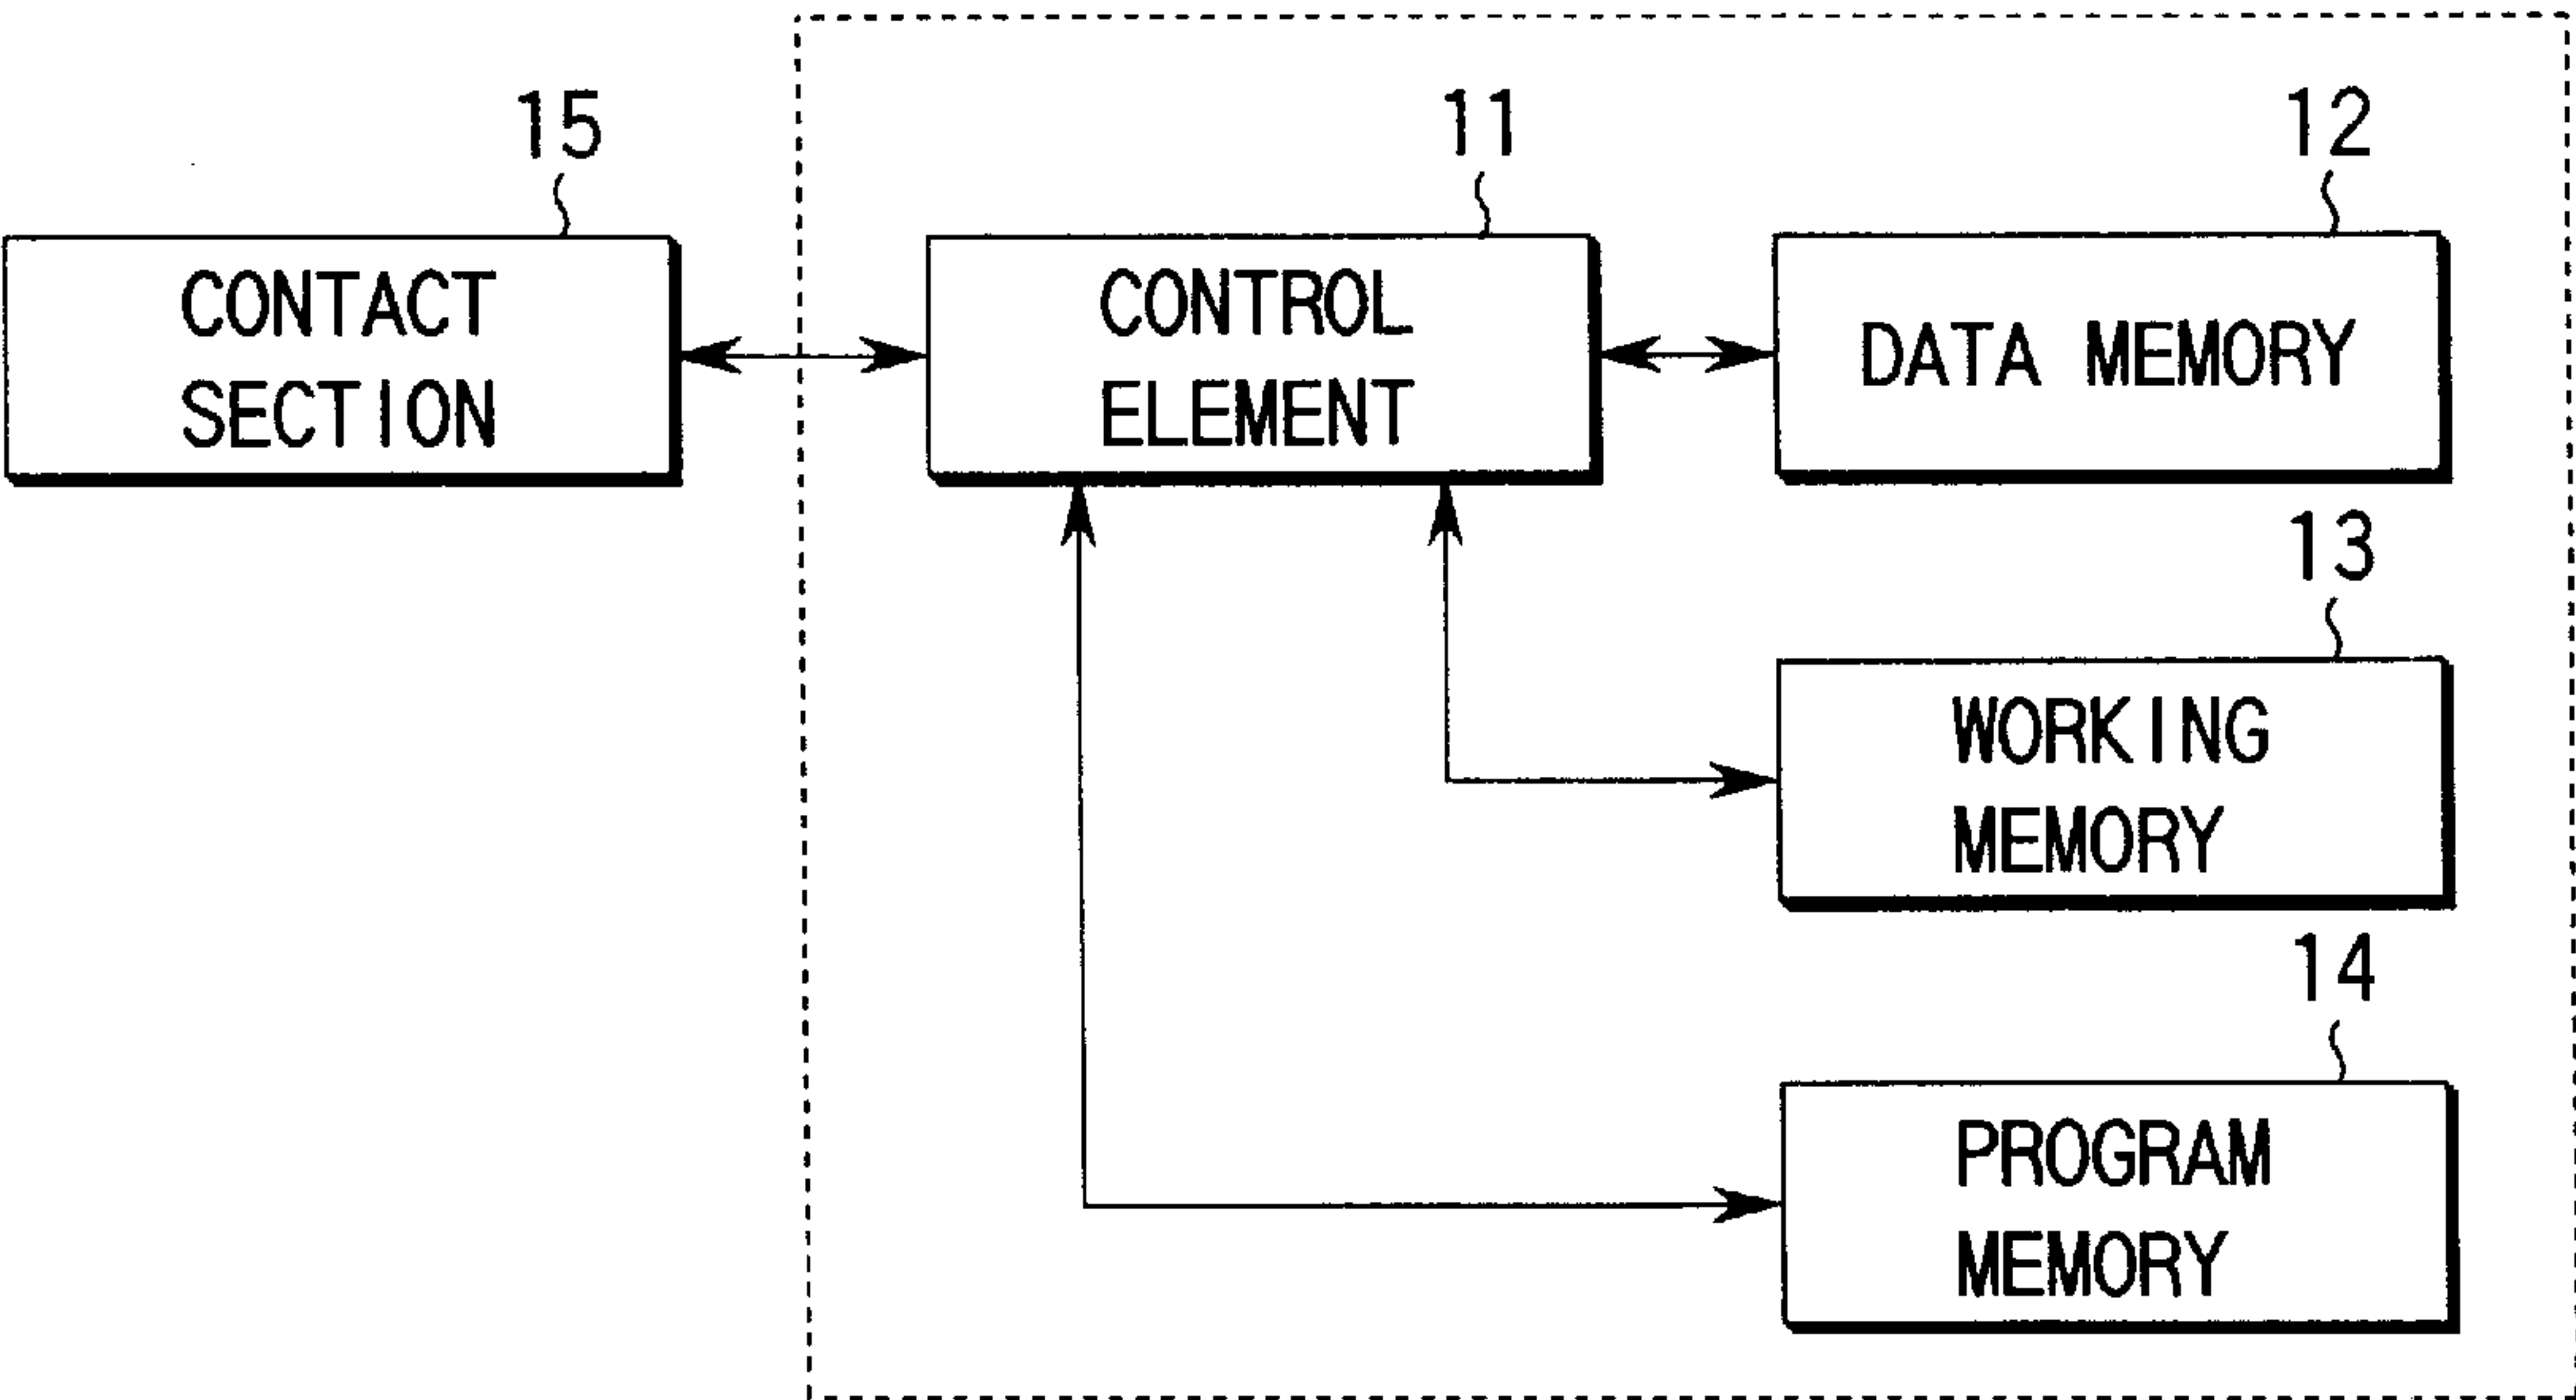 15
CONTACT
SECTION
11
CONTROL
ELEMENT
12
DATA MEMORY
13
WORKING
MEMORY
14
PROGRAM
MEMORY